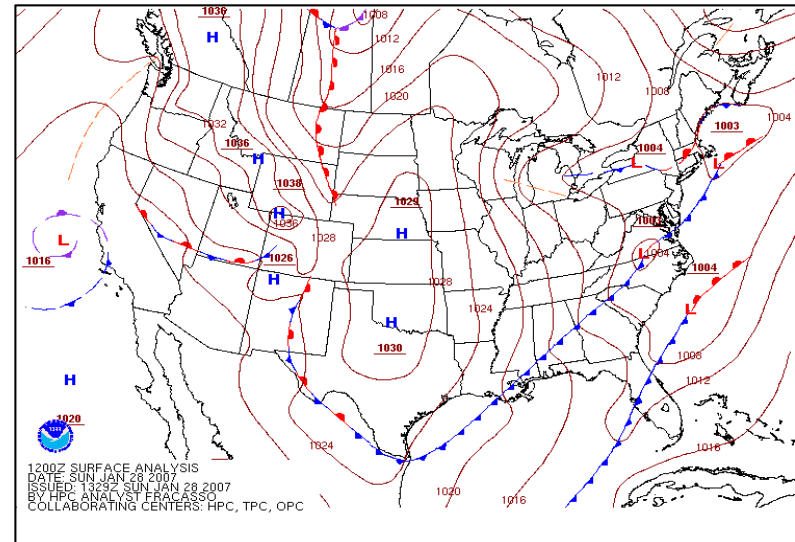 1036
H
1008
1012
1016
1020
1012
1008
1004
1003
1032
1036
H
1004
L
L
1038
H
1036
1029
H
1028
L
1016
1026
H
L
1004
1004
L
1028
1024
H
1030
1008
1012
H
1020
1024
1016
1020
1016
1200Z SURFACE ANALYSIS
DATE: SUN JAN 28 2007
ISSUED: 1329Z SUN JAN 28 2007
BY HPC ANALYST FRACASSO
COLLABORATING CENTERS: HPC, TPC, OPC